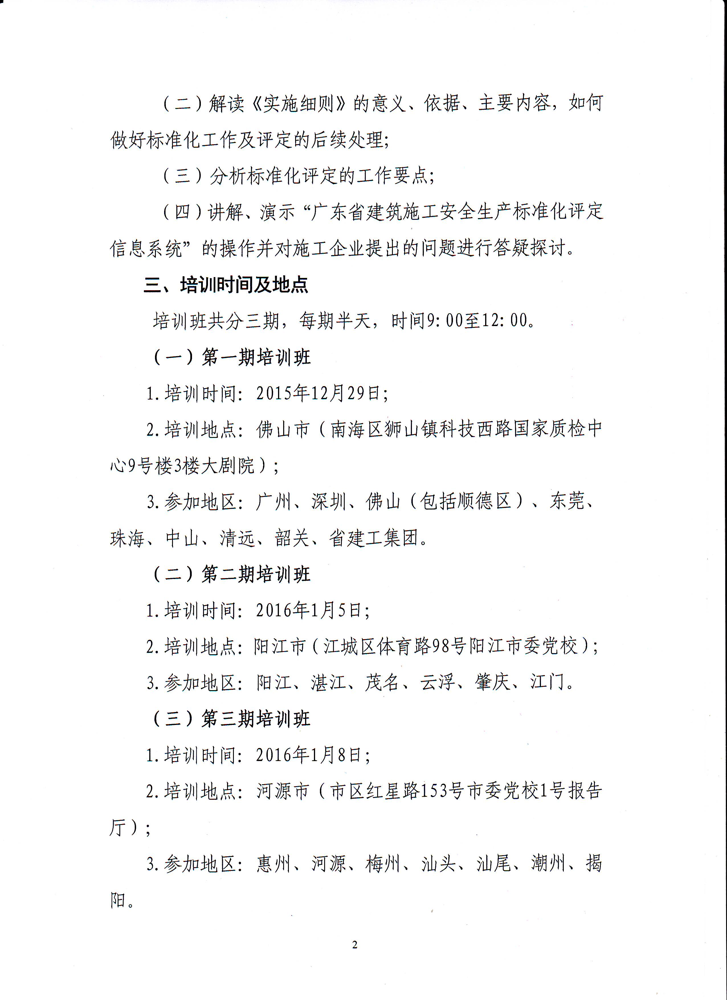 （二）解读《实施细则》的意义、依据、主要内容，如何
做好标准化工作及评定的后续处理；
（三）分析标准化评定的工作要点；
（四）讲解、演示“广东省建筑施工安全生产标准化评定
信息系统”的操作并对施工企业提出的问题进行答疑探讨。
三、培训时间及地点
培训班共分三期，每期半天，时间9：00至12：00。
（一）第一期培训班
1.培训时间：2015年12月29日；
2.培训地点：佛山市（南海区狮山镇科技西路国家质检中
心9号楼3楼大剧院）；
3.参加地区：广州、深圳、佛山（包括顺德区）、东莞、
珠海、中山、清远、韶关、省建工集团。
（二）第二期培训班
1.培训时间：2016年1月5日；
2.培训地点：阳江市（江城区体育路98号阳江市委党校）；
3.参加地区：阳江、湛江、茂名、云浮、肇庆、江门。
（三）第三期培训班
1.培训时间：2016年1月8日；
2.培训地点：河源市（市区红星路153号市委党校1号报告
厅）；
3.参加地区：惠州、河源、梅州、汕头、汕尾、潮州、揭
阳。
2